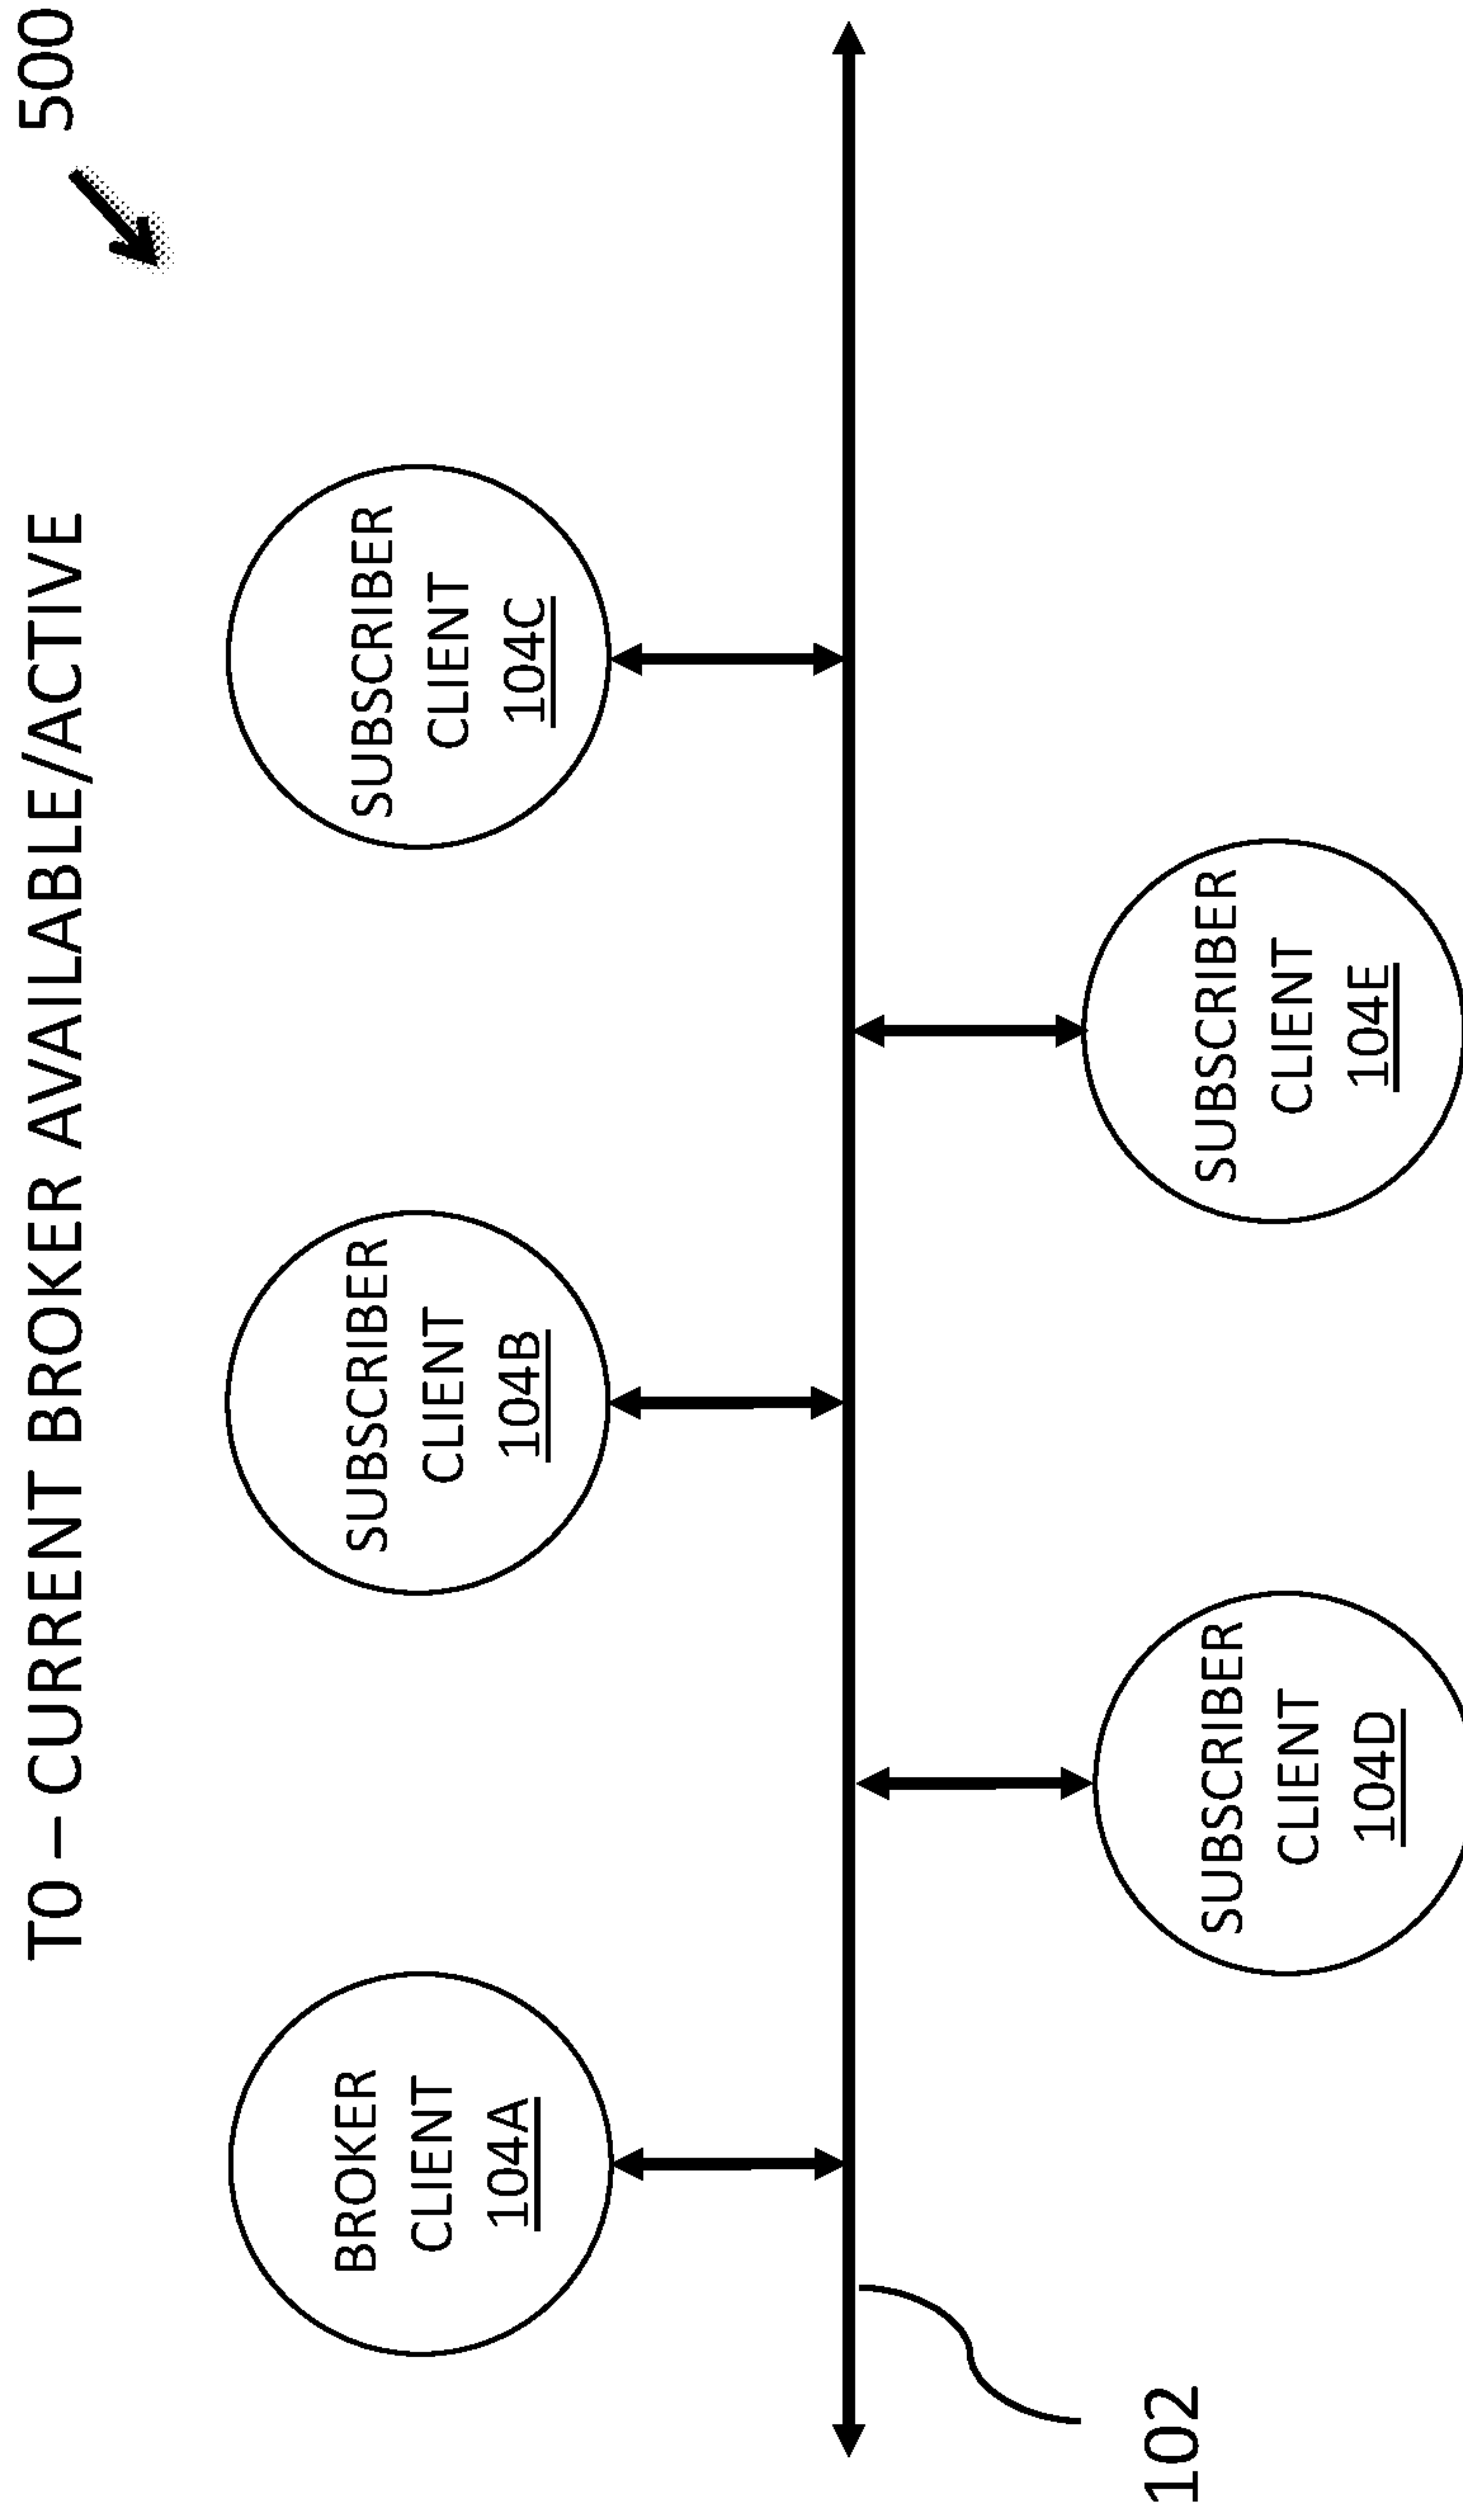 T0 – CURRENT BROKER AVAILABLE/ACTIVE
500
BROKER
CLIENT
104A
SUBSCRIBER
CLIENT
104B
SUBSCRIBER
CLIENT
104C
102
SUBSCRIBER
CLIENT
104D
SUBSCRIBER
CLIENT
104E